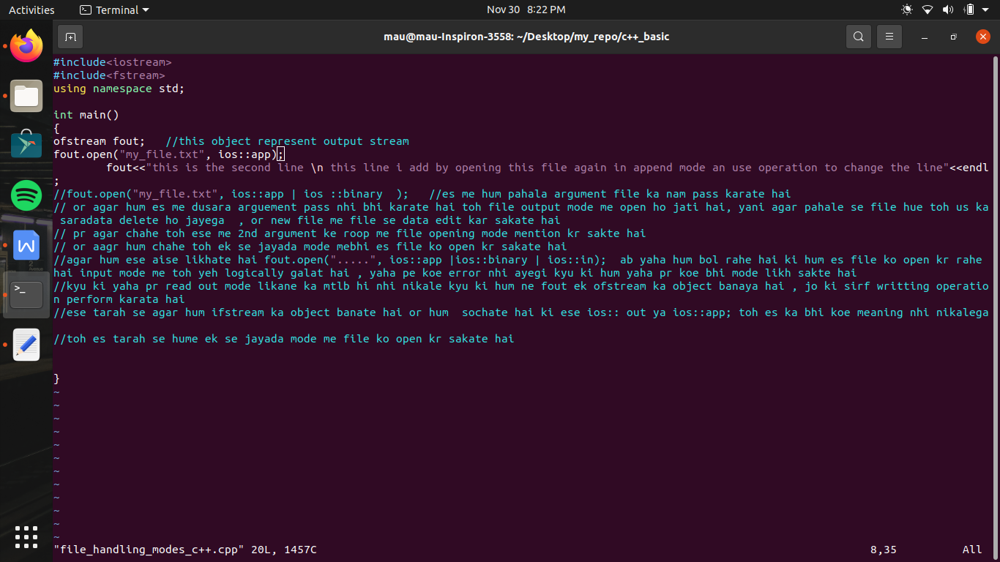 Activities
Terminal
Nov 30 8:22 PM
mau@mau-Inspiron-3558: ~/Desktop/my_repo/c++_basic
#include<iostream>
#include<fstream>
using namespace std;
int main()
{
ofstream fout;   //this object represent output stream
fout.open("my_file.txt", ios::app);
        fout<<"this is the second line \n this line i add by opening this file again in append mode an use operation to change the line"<<endl
;
//fout.open("my_file.txt", ios::app | ios ::binary  );   //es me hum pahala argument file ka nam pass karate hai
// or agar hum es me dusara arguement pass nhi bhi karate hai toh file output mode me open ho jati hai, yani agar pahale se file hue toh us ka
 saradata delete ho jayega  , or new file me file se data edit kar sakate hai
// pr agar chahe toh ese me 2nd argument ke roop me file opening mode mention kr sakte hai
// or aagr hum chahe toh ek se jayada mode mebhi es file ko open kr sakate hai
//agar hum ese aise likhate hai fout.open(".....", ios::app |ios::binary | ios::in);  ab yaha hum bol rahe hai ki hum es file ko open kr rahe
hai input mode me toh yeh logically galat hai , yaha pe koe error nhi ayegi kyu ki hum yaha pr koe bhi mode likh sakte hai
//kyu ki yaha pr read out mode likane ka mtlb hi nhi nikale kyu ki hum ne fout ek ofstream ka object banaya hai , jo ki sirf writting operatio
n perform karata hai
//ese tarah se agar hum ifstream ka object banate hai or hum  sochate hai ki ese ios:: out ya ios::app; toh es ka bhi koe meaning nhi nikalega
//toh es tarah se hume ek se jayada mode me file ko open kr sakate hai
}
~
~
~
~
~
~
~
~
~
~
~
~
"file_handling_modes_c++.cpp" 20L, 1457C
8,35
All